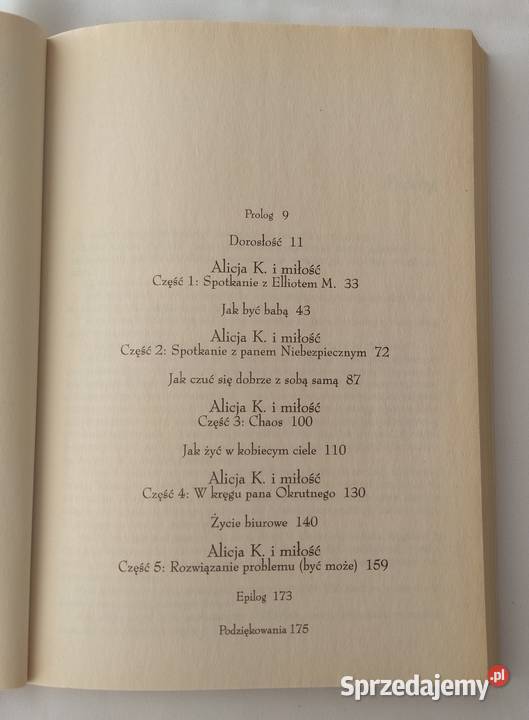 Prolog 9
Dorosłość 11
Alicja K. i miłość
Część 1: Spotkanie z Elliotem M. 33
Jak być babą 43
Alicja K. i miłość
Część 2: Spotkanie z panem Niebezpiecznym 72
Jak czuć się dobrze z sobą samą 87
Alicja K. i miłość
Część 3: Chaos 100
Jak żyć w kobiecym ciele 110
Alicja K. i miłość
Część 4: W kręgu pana Okrutnego 130
Życie biurowe 140
Alicja K. i miłość
Część 5: Rozwiązanie problemu (być może) 159
Epilog 173
Podziękowania 175
Sprzedajemy.pl